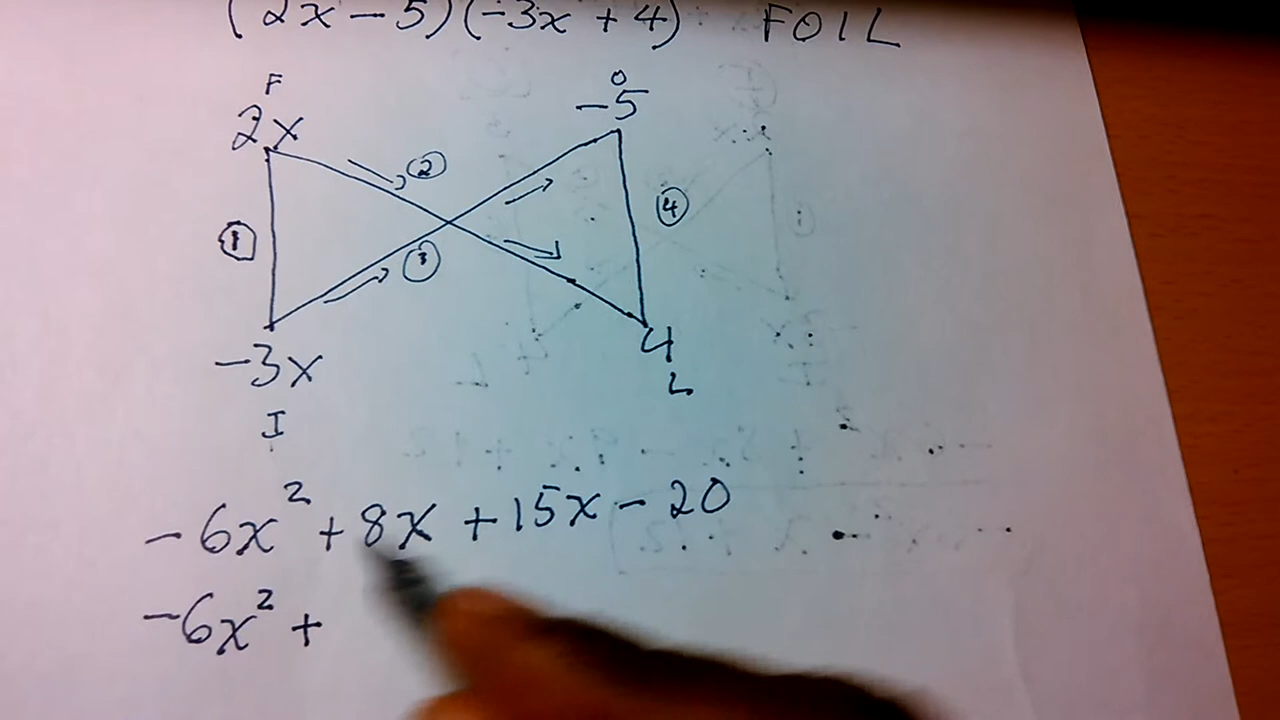 (2x - 5)(-3x + 4) FOIL
F O
2x -5
② 
① ④
③
-3x 4
L
I
-6x² + 8x + 15x - 20
-6x² +